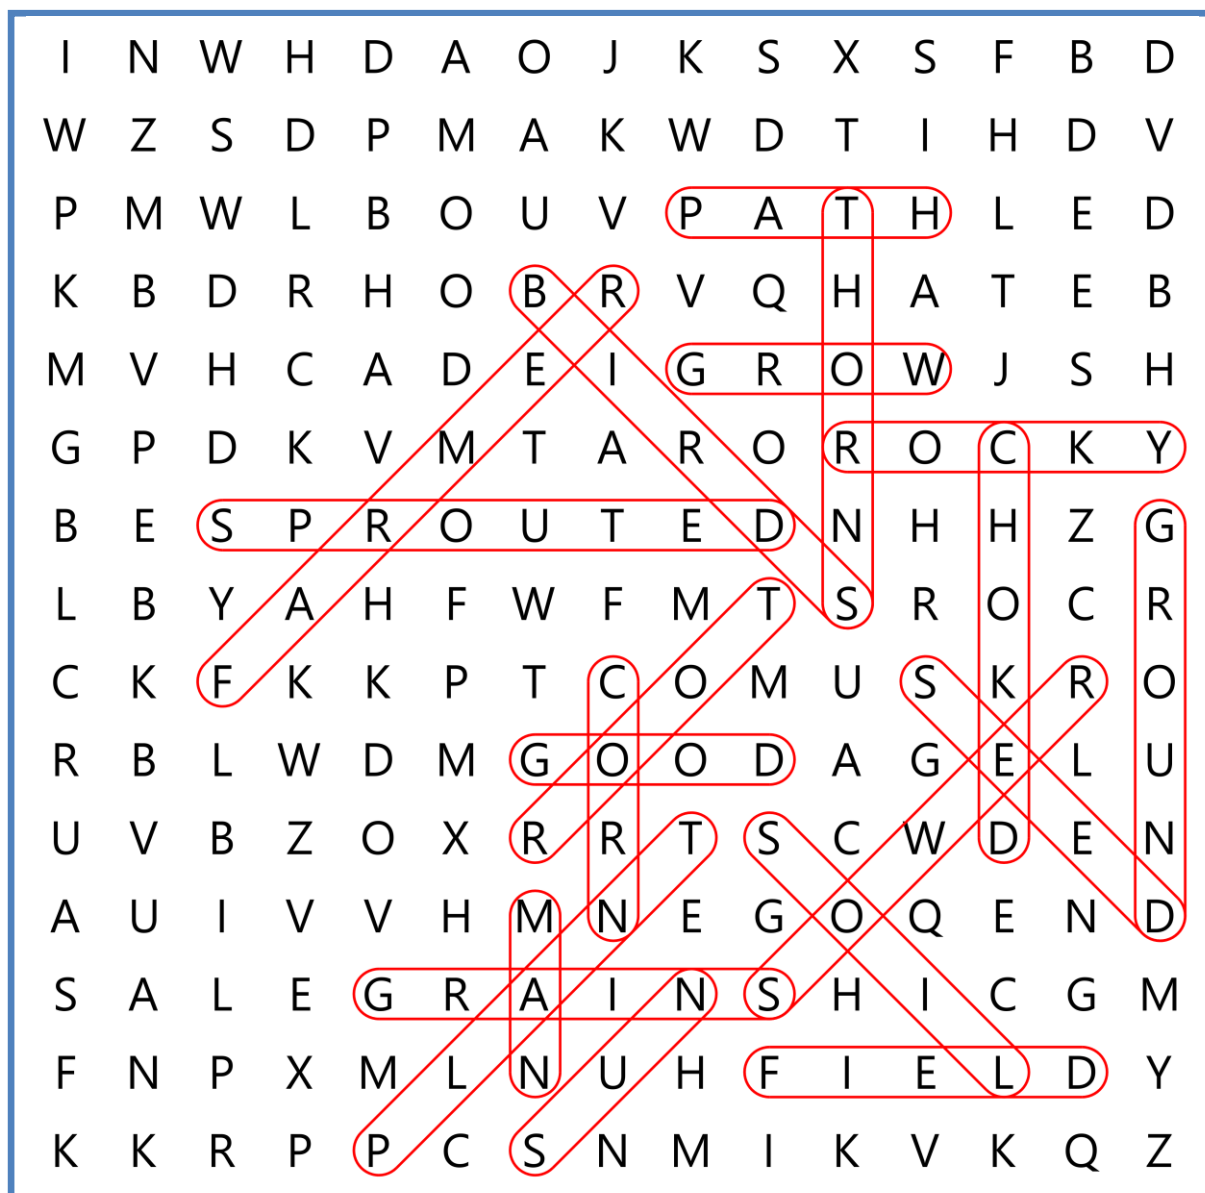 I N W H D A O J K S X S F B D
W Z S D P M A K W D T I H D V
P M W L B O U V P A T H L E D
K B D R H O B R V Q H A T E B
M V H C A D E I G R O W J S H
G P D K V M T A R O R O C K Y
B E S P R O U T E D N H H Z G
L B Y A H F W F M T S R O C R
C K F K K P T C O M U S K R O
R B L W D M G O O D A G E L U
U V B Z O X R R T S C W D E N
A U I V V H M N E G O Q E N D
S A L E G R A I N S H I C G M
F N P X M L N U H F I E L D Y
K K R P P C S N M I K V K Q Z